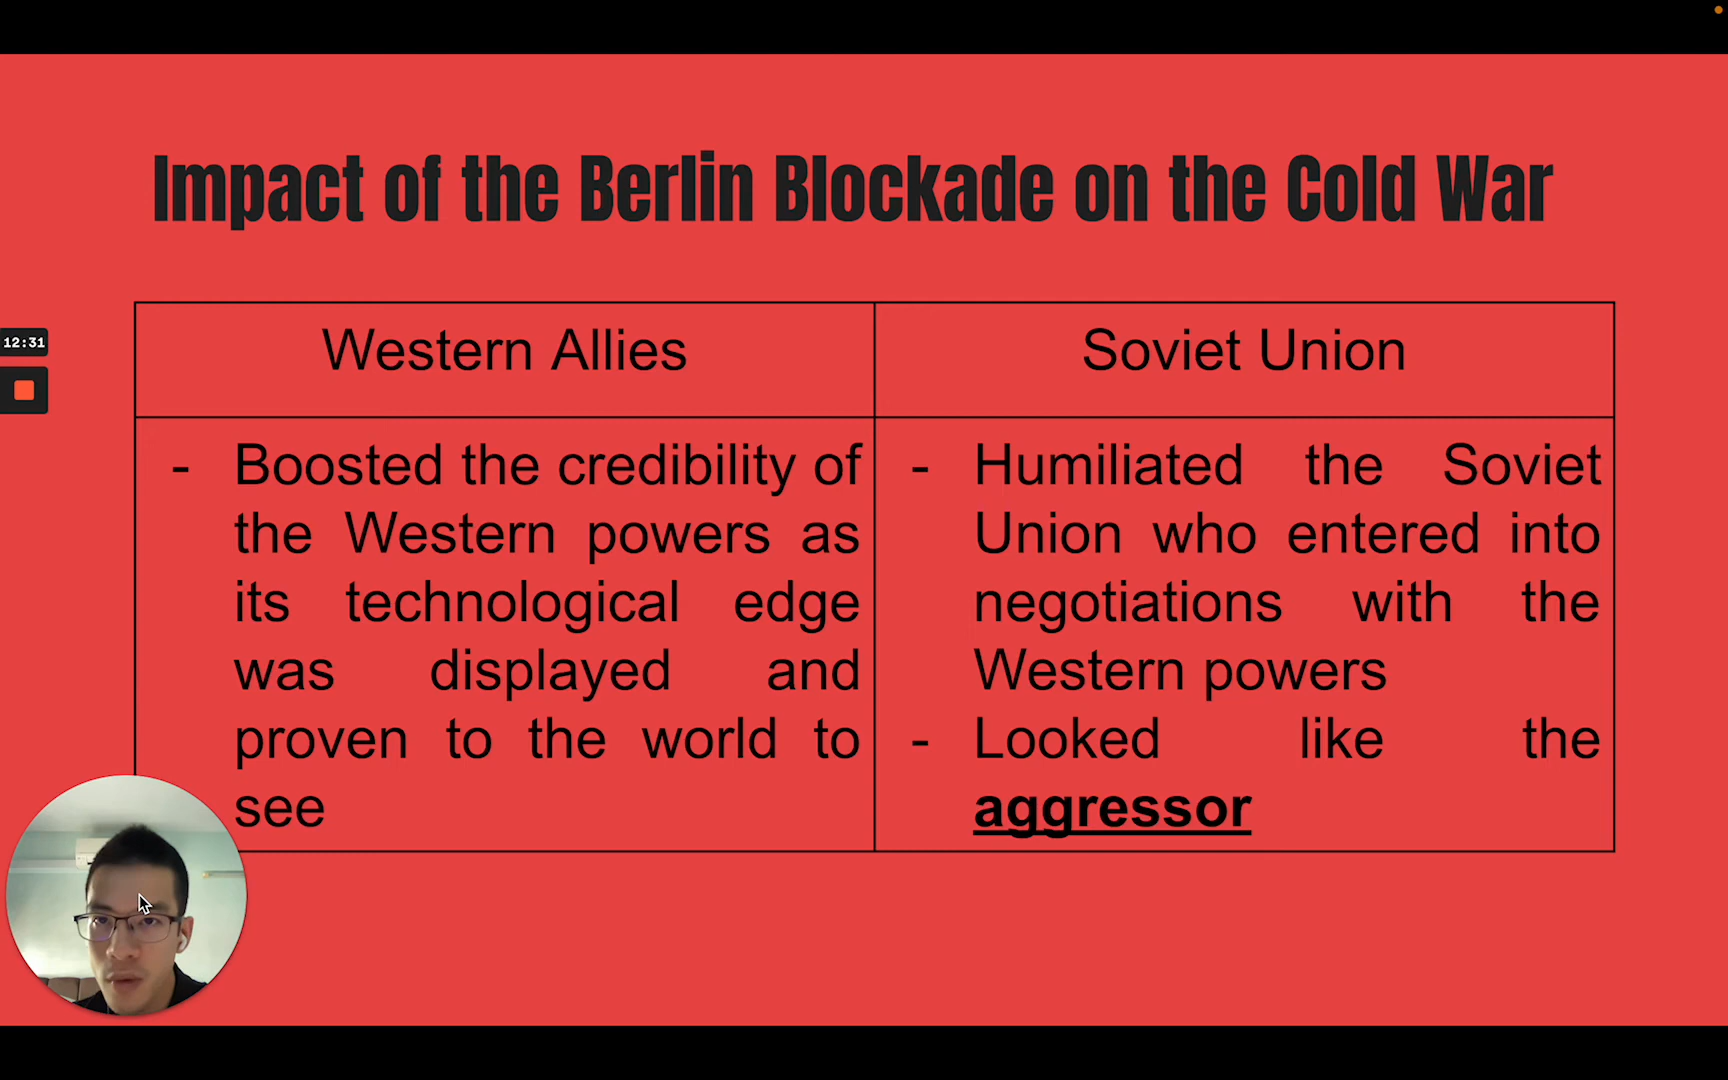 Impact of the Berlin Blockade on the Cold War
12:31
Western Allies
Soviet Union
- Boosted the credibility of
the Western powers as
its technological edge
was displayed and
proven to the world to
see
- Humiliated the Soviet
Union who entered into
negotiations with the
Western powers
- Looked like the
aggressor